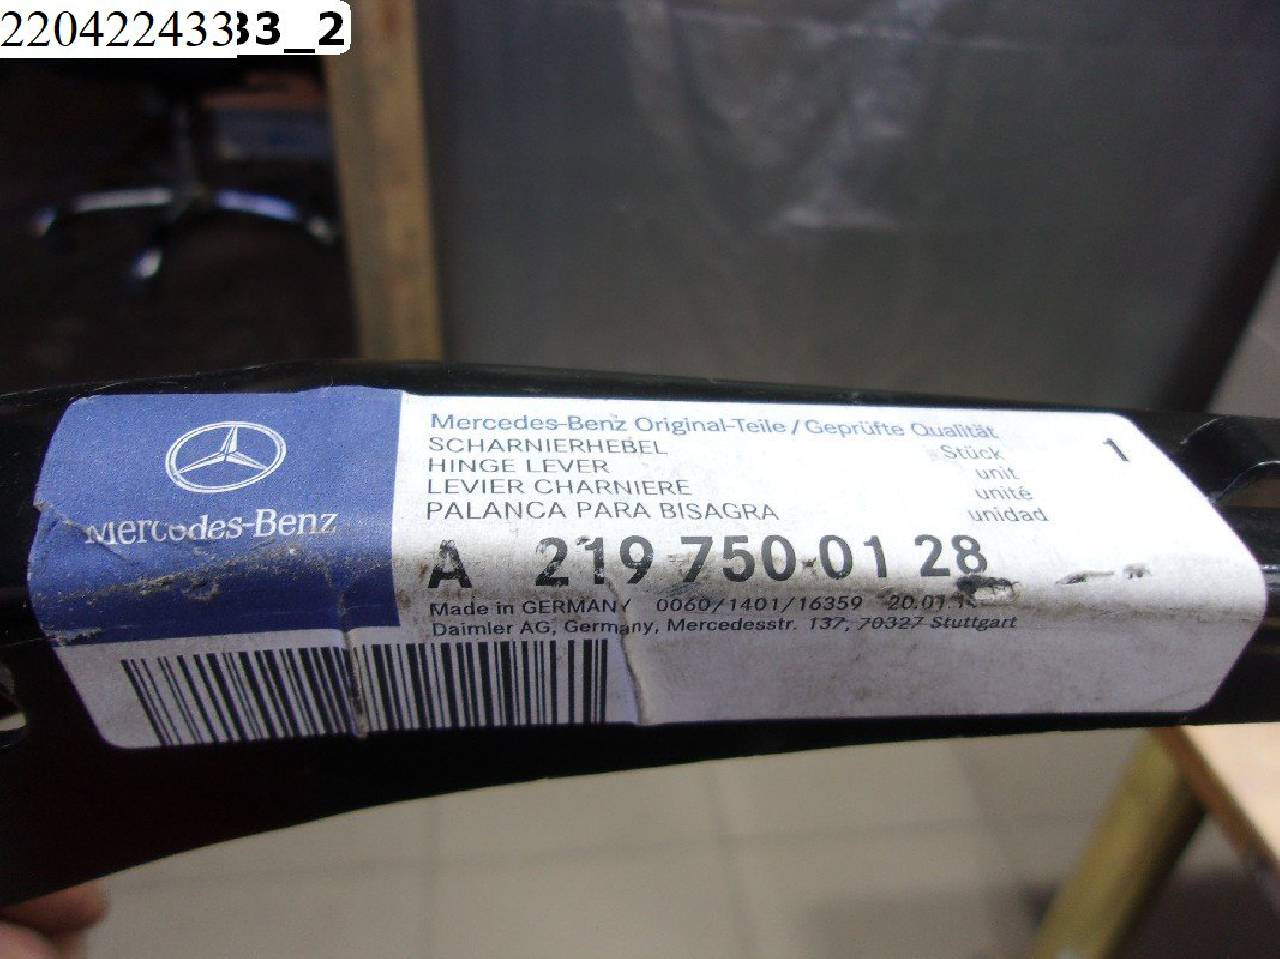 22042243333_2
Mercedes-Benz
Mercedes-Benz Original-Teile/Geprüfte Qualität
SCHARNIERHEBEL Stück 1
HINGE LEVER unit
LEVIER CHARNIERE unité
PALANCA PARA BISAGRA unidad
A 219 750 01 28
Made in GERMANY 0060/1401/16359
Daimler AG, Germany, Mercedesstr. 137, 70327 Stuttgart